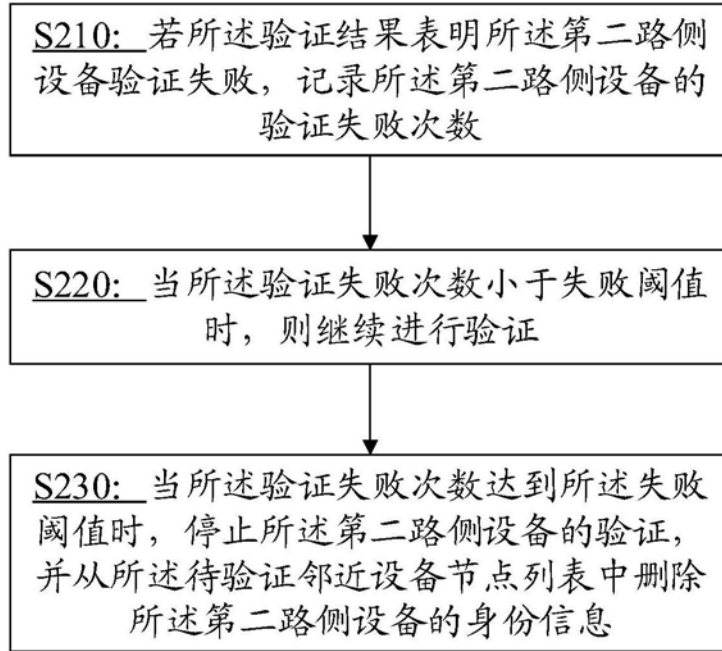 S210: 若所述验证结果表明所述第二路侧
设备验证失败，记录所述第二路侧设备的
验证失败次数
S220: 当所述验证失败次数小于失败阈值
时，则继续进行验证
S230: 当所述验证失败次数达到所述失败
阈值时，停止所述第二路侧设备的验证，
并从所述待验证邻近设备节点列表中删除
所述第二路侧设备的身份信息